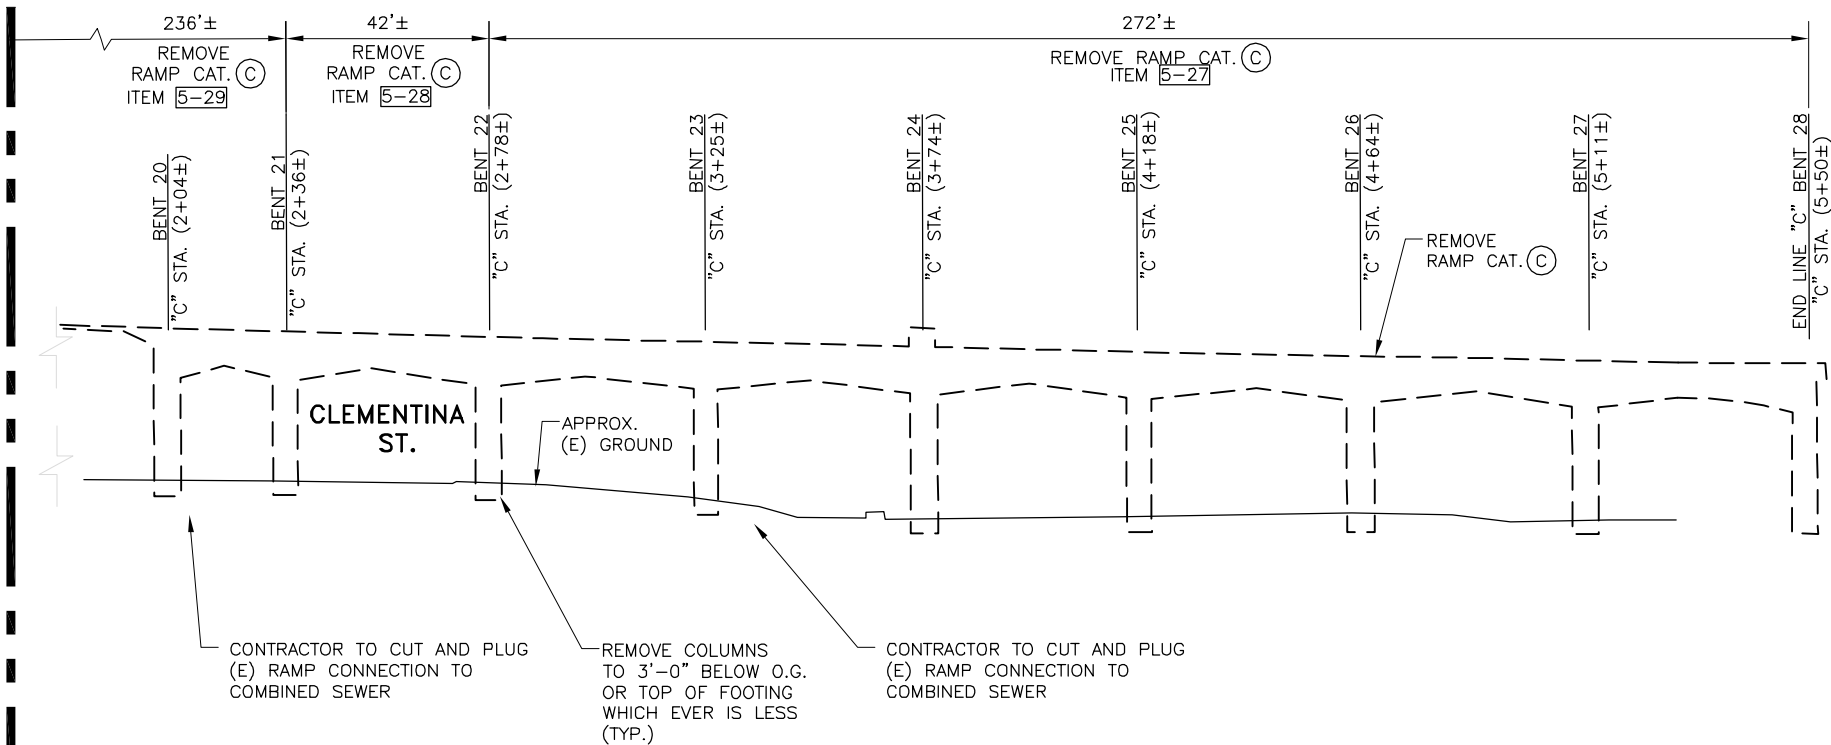 236'±
REMOVE
RAMP CAT. C
ITEM 5-29
42'±
REMOVE
RAMP CAT. C
ITEM 5-28
272'±
REMOVE RAMP CAT. C
ITEM 5-27
BENT 20
"C" STA. (2+04±)
BENT 21
"C" STA. (2+36±)
BENT 22
"C" STA. (2+78±)
BENT 23
"C" STA. (3+25±)
BENT 24
"C" STA. (3+74±)
BENT 25
"C" STA. (4+18±)
BENT 26
"C" STA. (4+64±)
BENT 27
"C" STA. (5+11±)
END LINE "C" BENT 28
"C" STA. (5+50±)
REMOVE
RAMP CAT. C
CLEMENTINA
ST.
APPROX.
(E) GROUND
CONTRACTOR TO CUT AND PLUG
(E) RAMP CONNECTION TO
COMBINED SEWER
REMOVE COLUMNS
TO 3'-0" BELOW O.G.
OR TOP OF FOOTING
WHICH EVER IS LESS
(TYP.)
CONTRACTOR TO CUT AND PLUG
(E) RAMP CONNECTION TO
COMBINED SEWER